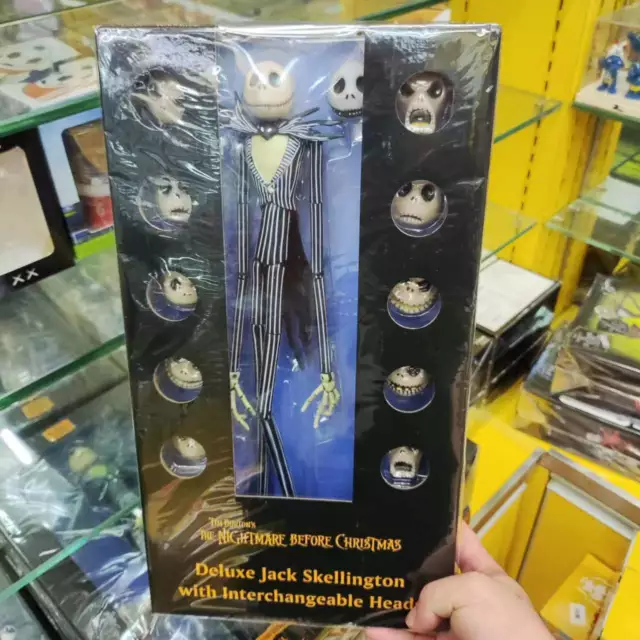 TIM BURTON'S
THE NIGHTMARE BEFORE CHRISTMAS
Deluxe Jack Skellington
with Interchangeable Head